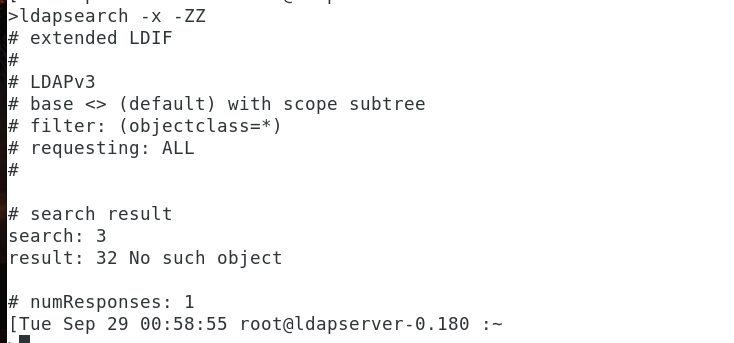 >ldapsearch -x -ZZ
# extended LDIF
#
# LDAPv3
# base <> (default) with scope subtree
# filter: (objectclass=*)
# requesting: ALL
#
# search result
search: 3
result: 32 No such object
# numResponses: 1
[Tue Sep 29 00:58:55 root@ldapserver-0.180 :~